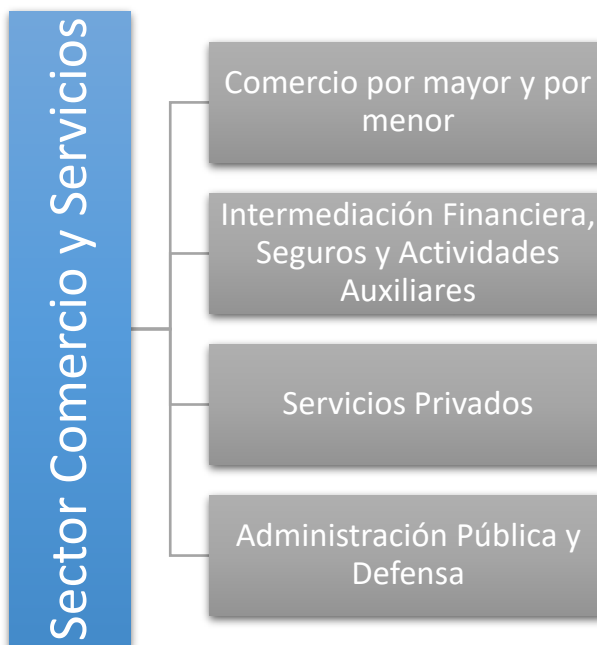 Sector Comercio y Servicios
Comercio por mayor y por
menor
Intermediación Financiera,
Seguros y Actividades
Auxiliares
Servicios Privados
Administración Pública y
Defensa